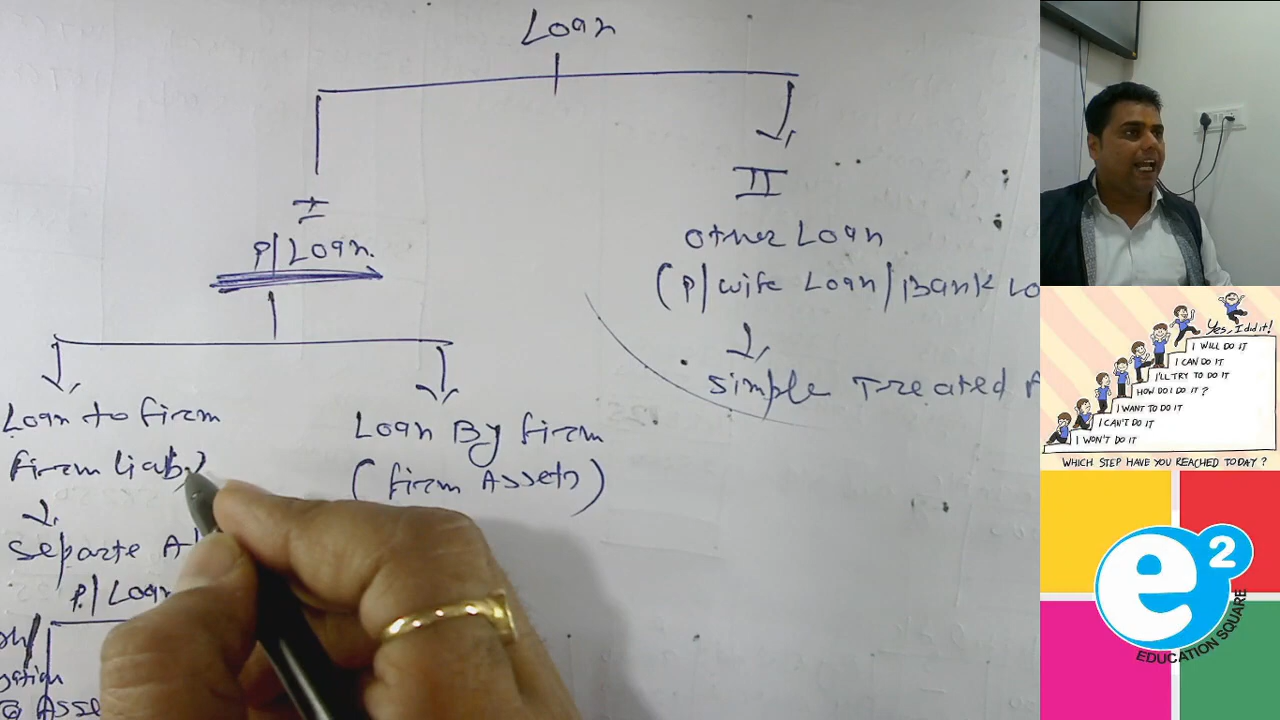 Loan
I
P/Loan.
II
Other Loan
(P/wife Loan/Bank Lo
Simple Treated
Loan to firm
firm liab)
Separte A
P./Loan
Loan By firm
(firm Assets)
@ Asse
Yes, I did it!
I WILL DO IT
I CAN DO IT
I'LL TRY TO DO IT
HOW DO I DO IT?
I WANT TO DO IT
I CAN'T DO IT
I WON'T DO IT
WHICH STEP HAVE YOU REACHED TODAY?
e2
EDUCATION SQUARE